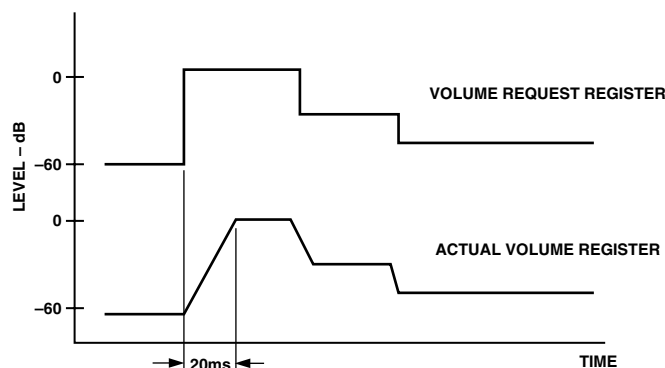 0
VOLUME REQUEST REGISTER
LEVEL – dB
–60
0
ACTUAL VOLUME REGISTER
–60
20ms
TIME